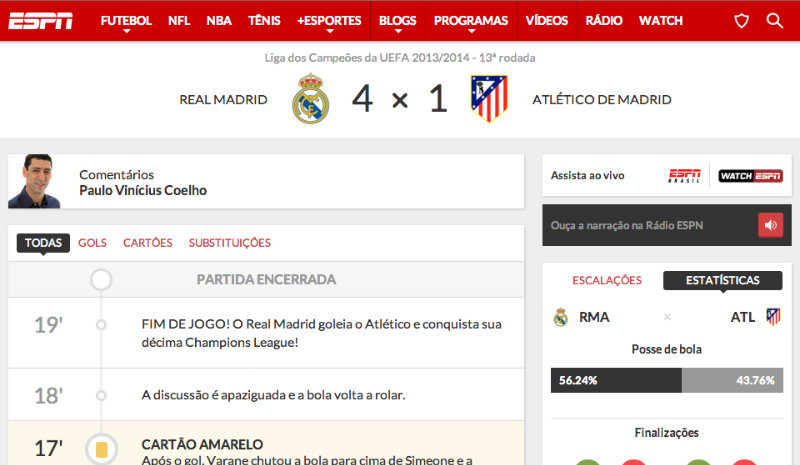 ESPN FUTEBOL NFL NBA TÊNIS +ESPORTES BLOGS PROGRAMAS VÍDEOS RÁDIO WATCH
Liga dos Campeões da UEFA 2013/2014 - 13ª rodada
REAL MADRID 4 × 1 ATLÉTICO DE MADRID
Comentários
Paulo Vinícius Coelho
Assista ao vivo ESPN BRASIL WATCH ESPN
Ouça a narração na Rádio ESPN
TODAS GOLS CARTÕES SUBSTITUIÇÕES
PARTIDA ENCERRADA
19' FIM DE JOGO! O Real Madrid goleia o Atlético e conquista sua
décima Champions League!
18' A discussão é apaziguada e a bola volta a rolar.
17' CARTÃO AMARELO
Após o gol, Varane chutou a bola para cima de Simeone e a
ESCALAÇÕES ESTATÍSTICAS
RMA × ATL
Posse de bola
56.24% 43.76%
Finalizações